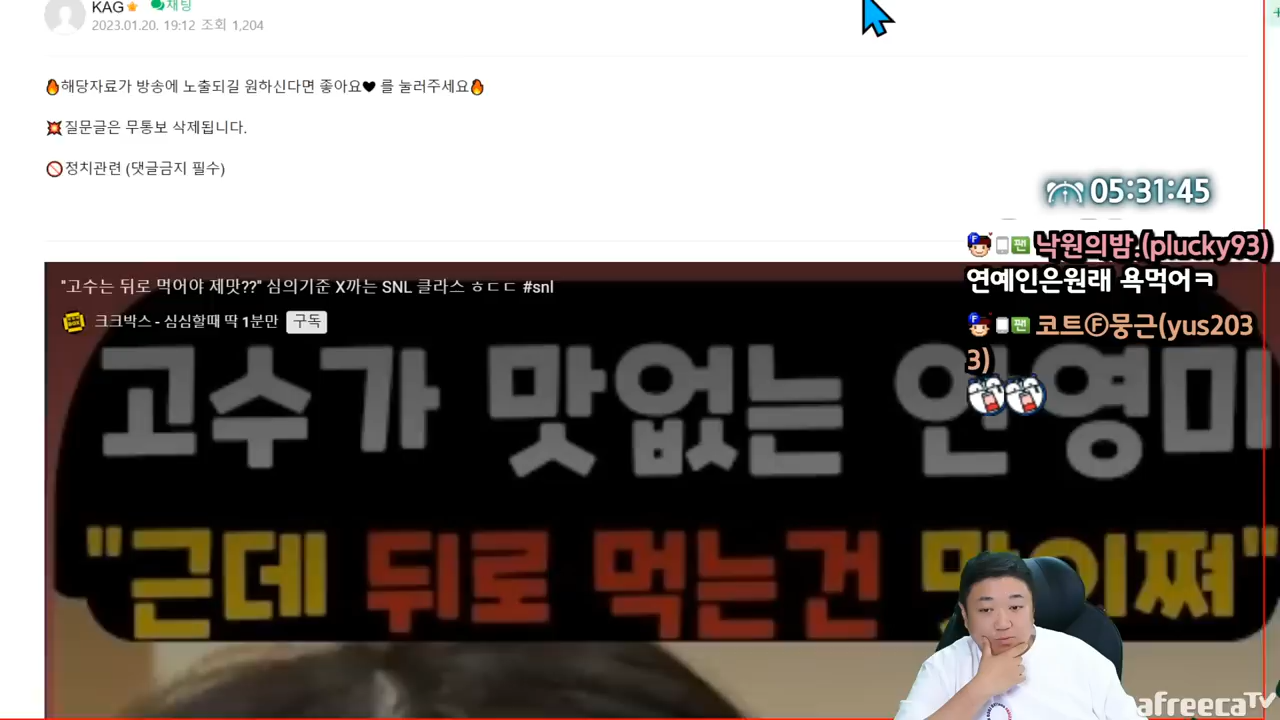 KAG 채팅
2023.01.20. 19:12 조회 1,204
해당자료가 방송에 노출되길 원하신다면 좋아요🖤 를 눌러주세요
질문글은 무통보 삭제됩니다.
정치관련 (댓글금지 필수)
05:31:45
F 팬 낙원의밤.(plucky93)
연예인은원래 욕먹어ㅋ
F 팬 코트Ⓕ뭉근(yus203
3)
"고수는 뒤로 먹어야 제맛??" 심의기준 X까는 SNL 클라스 ㅎㄷㄷ #snl
크크박스 - 심심할때 딱 1분만 구독
고수가 맛없는 안영미
"근데 뒤로 먹는건 맛이쪄"
afreecaTV